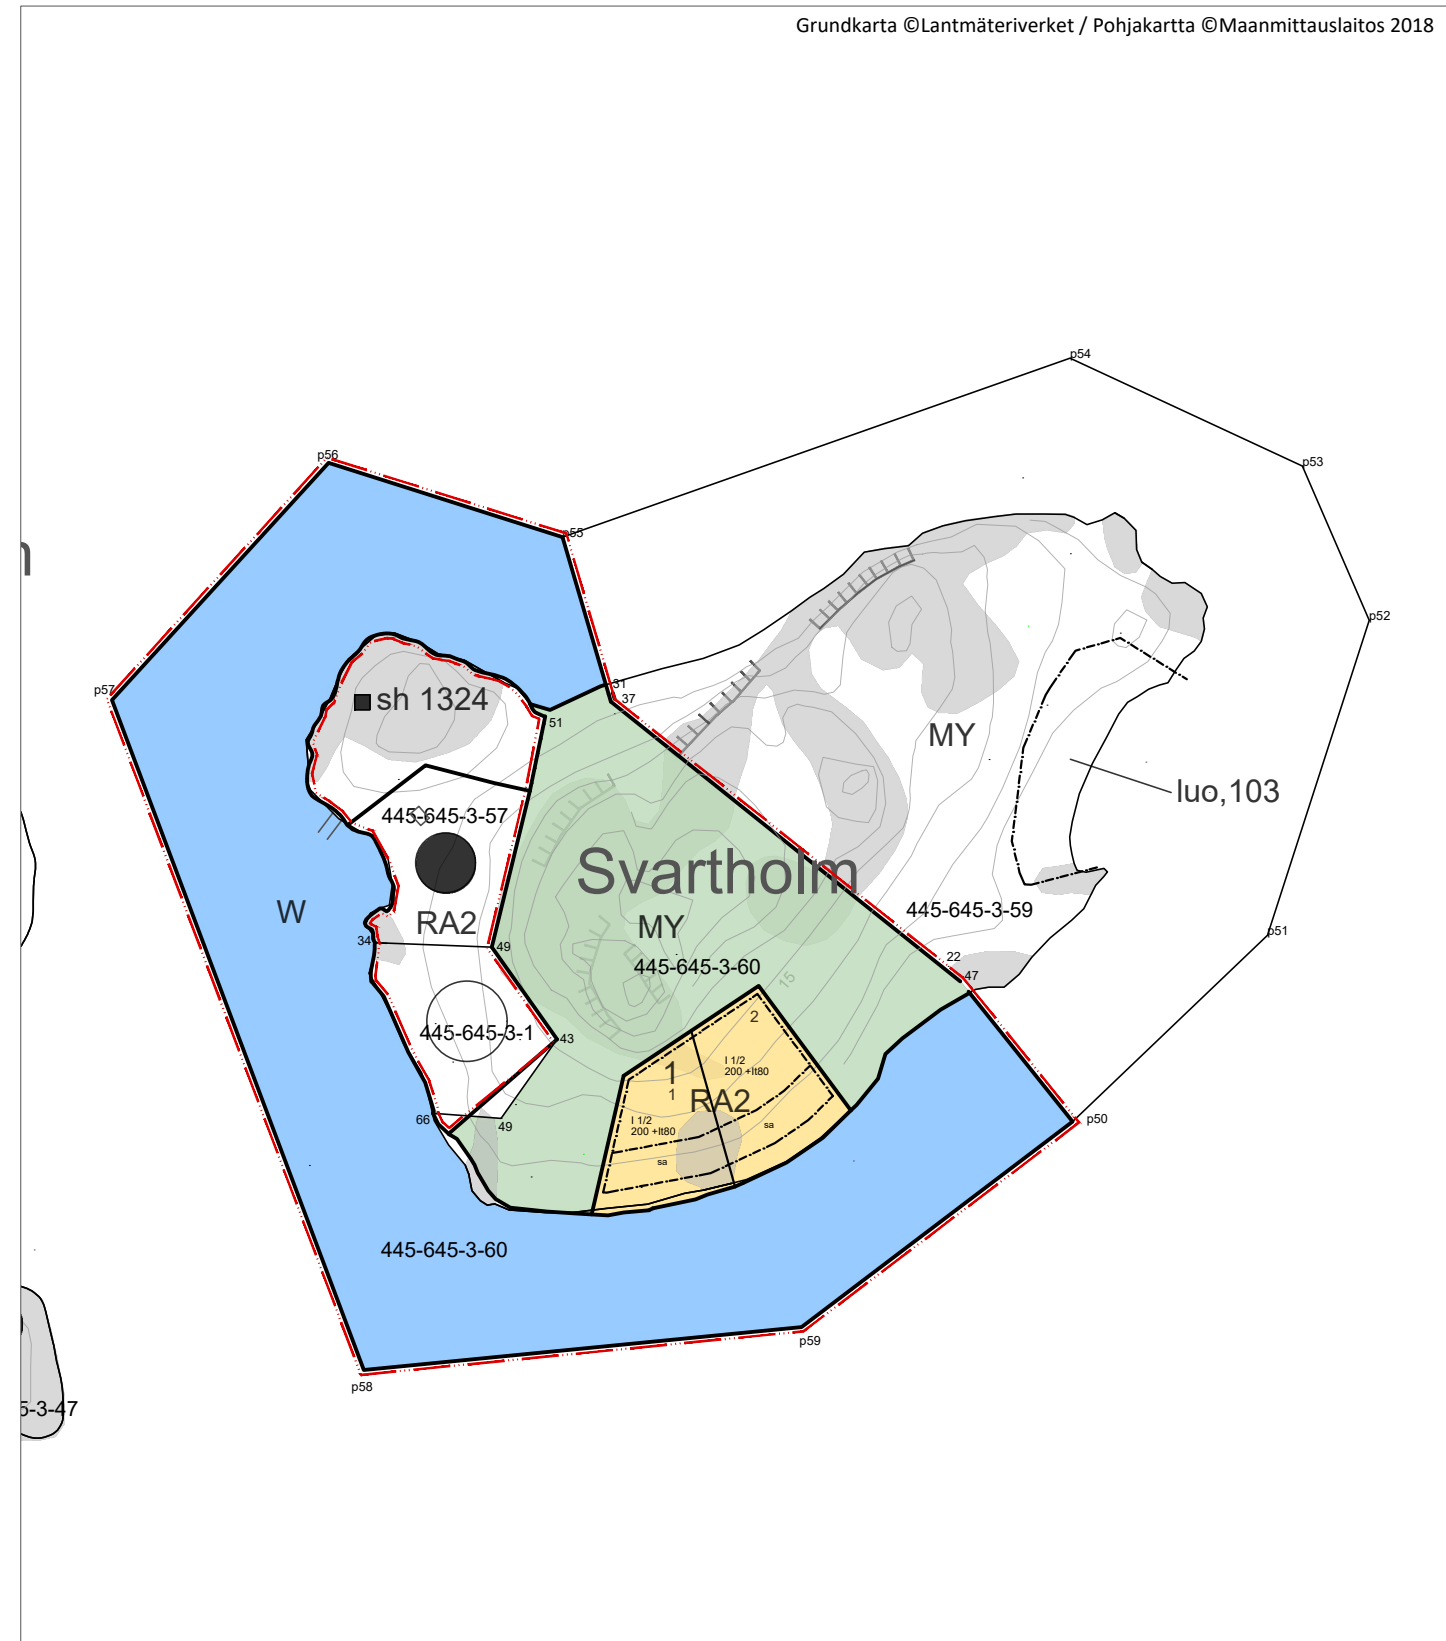 Grundkarta ©Lantmäteriverket / Pohjakartta ©Maanmittauslaitos 2018
p54
p56
p53
p55
p52
31
p57
37
sh 1324
51
MY
luo,103
445-645-3-57
Svartholm
W
RA2
MY
445-645-3-59
34
49
p51
22
445-645-3-60
47
15
2
445-645-3-1
43
I 1/2
200 +lt80
1
1
RA2
66
49
I 1/2
200 +lt80
sa
sa
p50
445-645-3-60
p59
p58
5-3-47